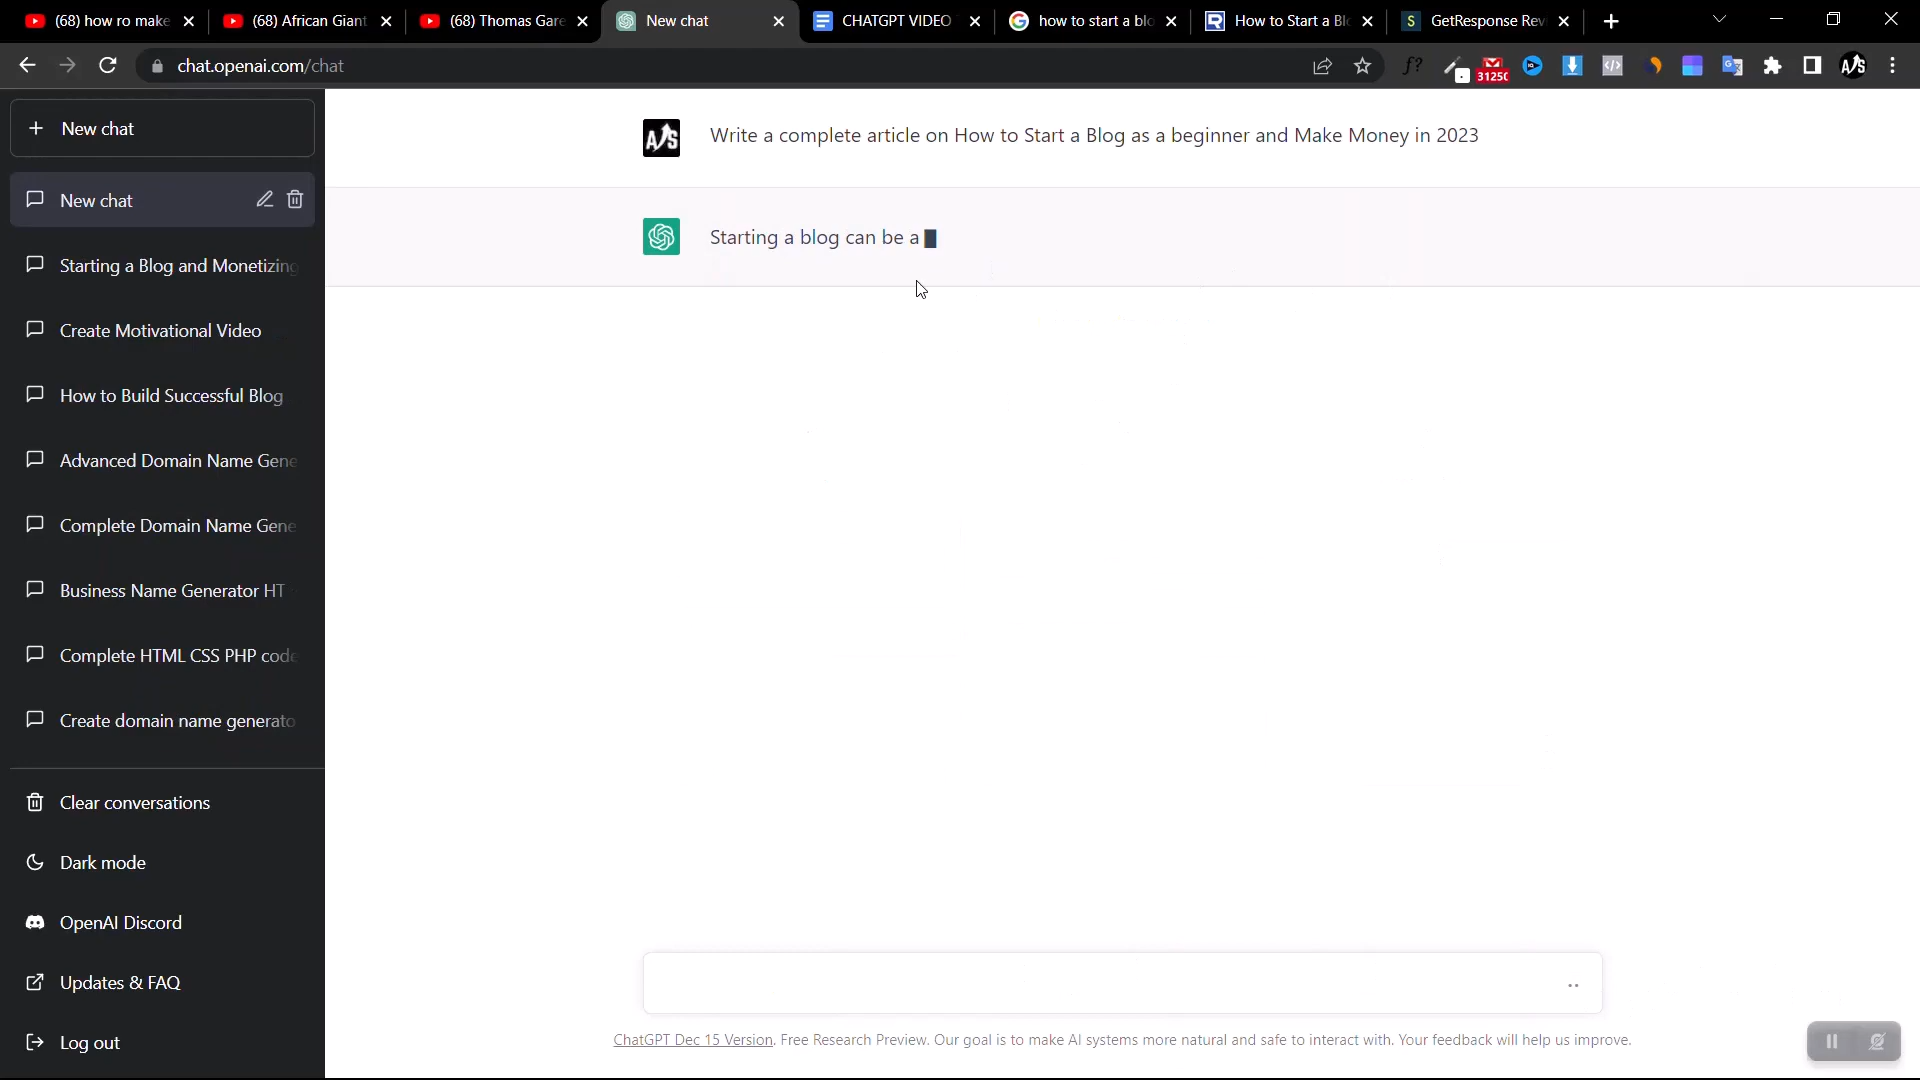 (68) how ro make
(68) African Giant
(68) Thomas Gare
New chat
CHATGPT VIDEO
how to start a blo
How to Start a Bl
GetResponse Rev
chat.openai.com/chat
3125
New chat
New chat
Starting a Blog and Monetizing
Create Motivational Video
How to Build Successful Blog
Advanced Domain Name Gene
Complete Domain Name Gene
Business Name Generator HT
Complete HTML CSS PHP code
Create domain name generato
Clear conversations
Dark mode
OpenAI Discord
Updates & FAQ
Log out
Write a complete article on How to Start a Blog as a beginner and Make Money in 2023
Starting a blog can be a
ChatGPT Dec 15 Version. Free Research Preview. Our goal is to make AI systems more natural and safe to interact with. Your feedback will help us improve.